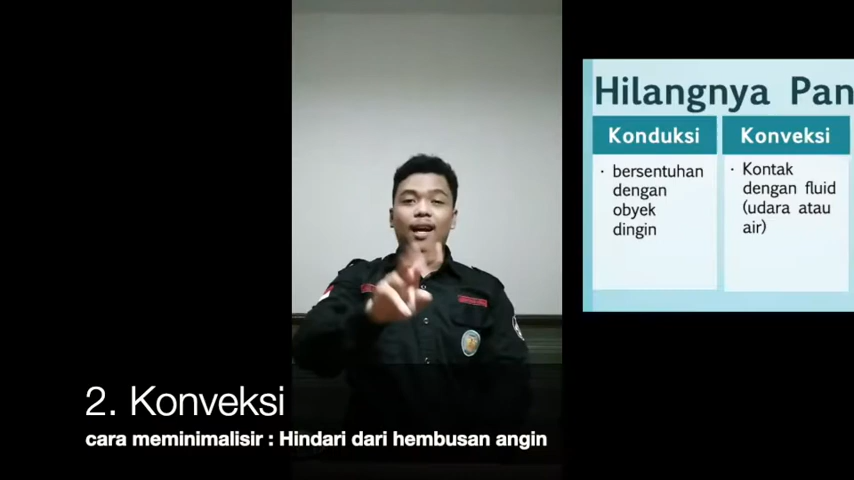 Hilangnya Pan
Konduksi
Konveksi
· bersentuhan
dengan
obyek
dingin
· Kontak
dengan fluid
(udara atau
air)
2. Konveksi
cara meminimalisir : Hindari dari hembusan angin